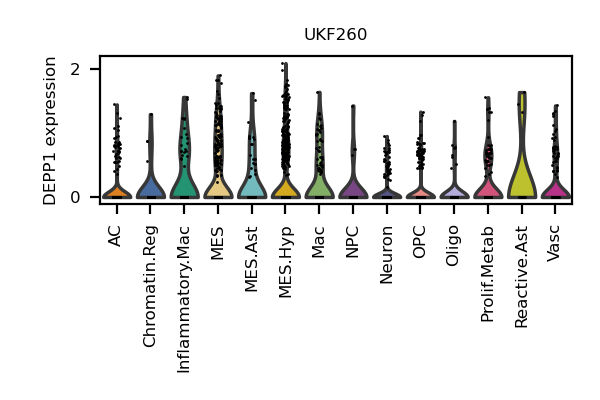 UKF260
DEPP1 expression
2
0
AC
Chromatin.Reg
Inflammatory.Mac
MES
MES.Ast
MES.Hyp
Mac
NPC
Neuron
OPC
Oligo
Prolif.Metab
Reactive.Ast
Vasc